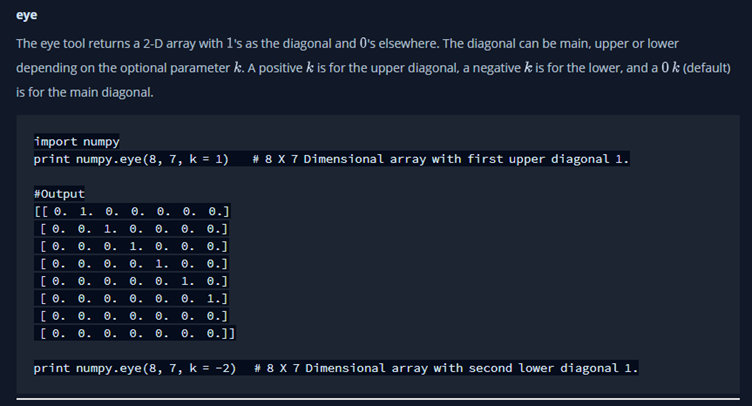 eye
The eye tool returns a 2-D array with 1's as the diagonal and 0's elsewhere. The diagonal can be main, upper or lower
depending on the optional parameter k. A positive k is for the upper diagonal, a negative k is for the lower, and a 0 k (default)
is for the main diagonal.
import numpy
print numpy.eye(8, 7, k = 1)   # 8 X 7 Dimensional array with first upper diagonal 1.
#Output
[[ 0.  1.  0.  0.  0.  0.  0.]
 [ 0.  0.  1.  0.  0.  0.  0.]
 [ 0.  0.  0.  1.  0.  0.  0.]
 [ 0.  0.  0.  0.  1.  0.  0.]
 [ 0.  0.  0.  0.  0.  1.  0.]
 [ 0.  0.  0.  0.  0.  0.  1.]
 [ 0.  0.  0.  0.  0.  0.  0.]
 [ 0.  0.  0.  0.  0.  0.  0.]]
print numpy.eye(8, 7, k = -2)   # 8 X 7 Dimensional array with second lower diagonal 1.